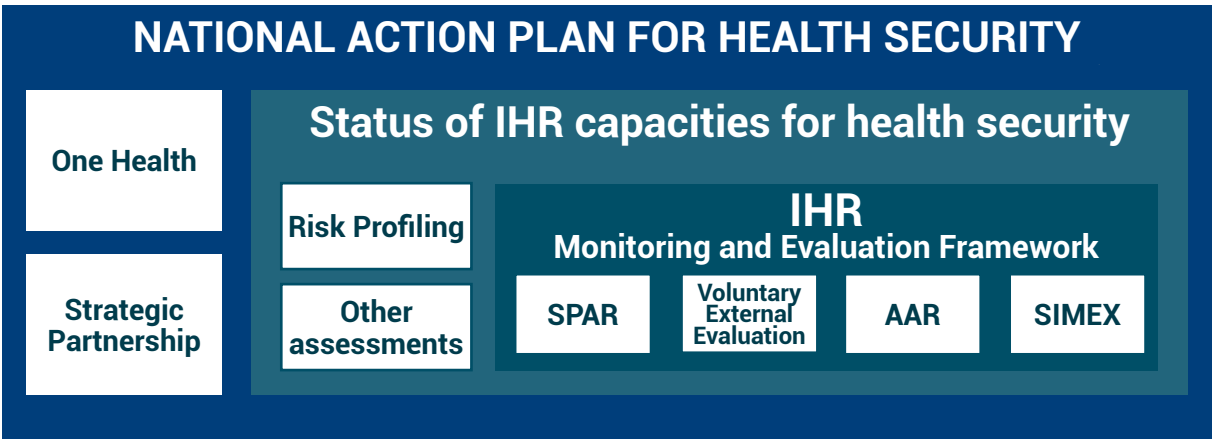 NATIONAL ACTION PLAN FOR HEALTH SECURITY
One Health
Strategic
Partnership
Status of IHR capacities for health security
Risk Profiling
Other
assessments
IHR
Monitoring and Evaluation Framework
SPAR
Voluntary
External
Evaluation
AAR
SIMEX